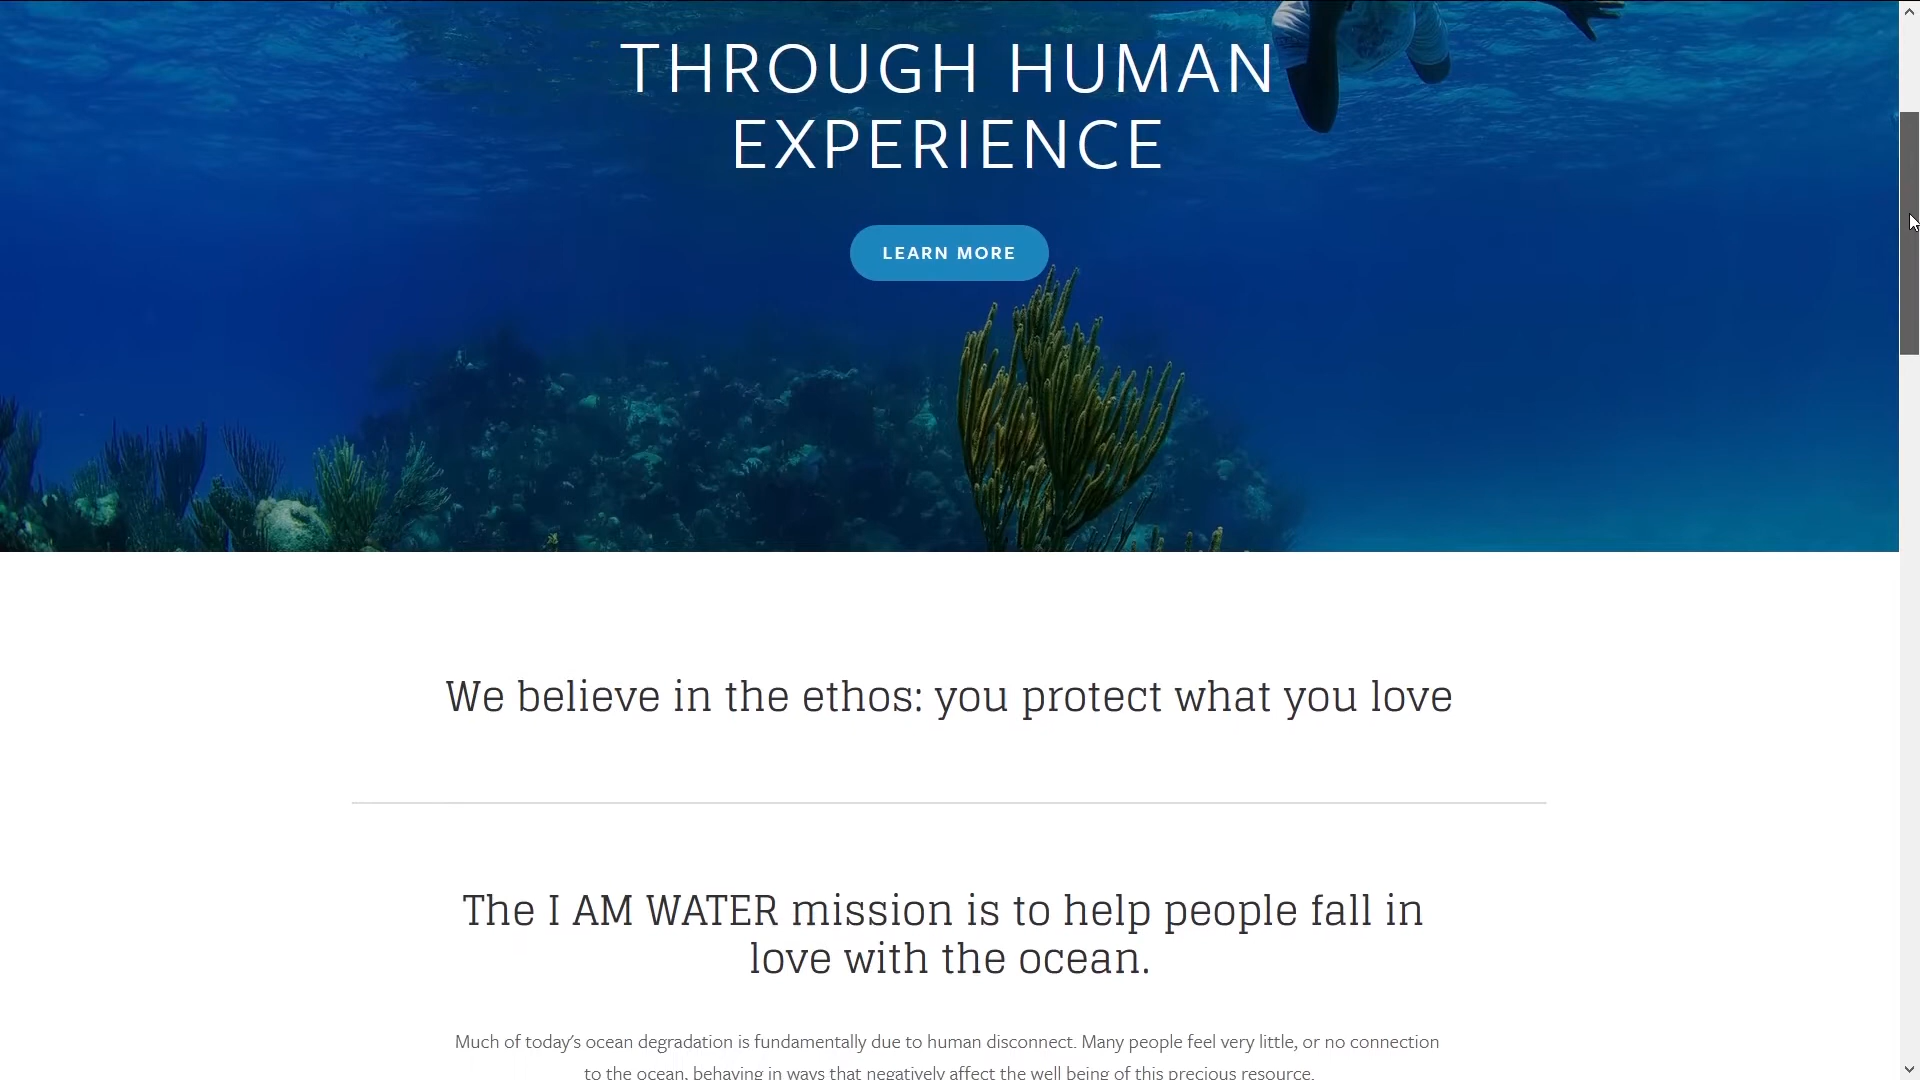 THROUGH HUMAN
EXPERIENCE
LEARN MORE
We believe in the ethos: you protect what you love
The I AM WATER mission is to help people fall in
love with the ocean.
Much of today's ocean degradation is fundamentally due to human disconnect. Many people feel very little, or no connection
to the ocean, behaving in ways that negatively affect the well being of this precious resource.